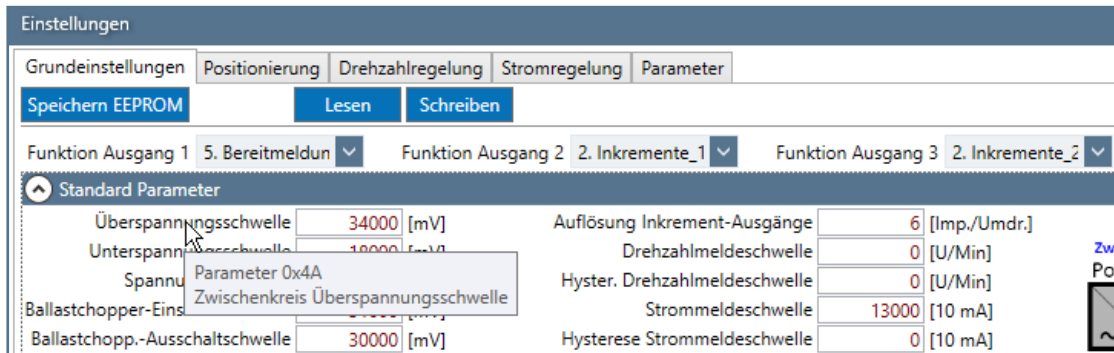 Einstellungen
Grundeinstellungen Positionierung Drehzahlregelung Stromregelung Parameter
Speichern EEPROM Lesen Schreiben
Funktion Ausgang 1 5. Bereitmeldun Funktion Ausgang 2 2. Inkremente_1 Funktion Ausgang 3 2. Inkremente_2
Standard Parameter
Überspannungsschwelle 34000 [mV] Auflösung Inkrement-Ausgänge 6 [Imp./Umdr.]
Unterspannungsschwelle 18000 [mV] Drehzahlmeldeschwelle 0 [U/Min]
Parameter 0x4A
Zwischenkreis Überspannungsschwelle
Spannu Hyster. Drehzahlmeldeschwelle 0 [U/Min]
Ballastchopper-Eins Strommeldeschwelle 13000 [10 mA]
Ballastchopp.-Ausschaltschwelle 30000 [mV] Hysterese Strommeldeschwelle 0 [10 mA]
Zw
Po